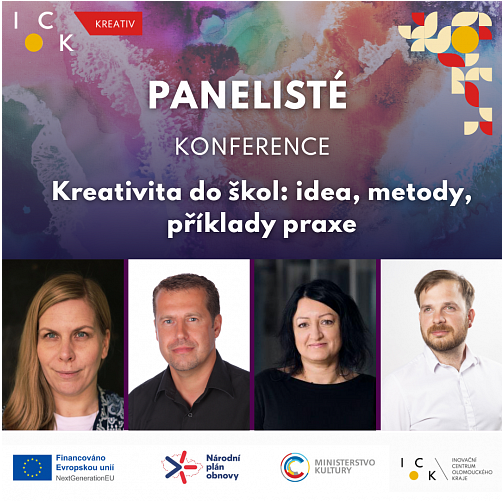 I C K
KREATIV
PANELISTÉ
KONFERENCE
Kreativita do škol: idea, metody,
příklady praxe
Financováno
Evropskou unií
NextGenerationEU
Národní
plán
obnovy
MINISTERSTVO
KULTURY
I C K
INOVAČNÍ
CENTRUM
OLOMOUCKÉHO
KRAJE